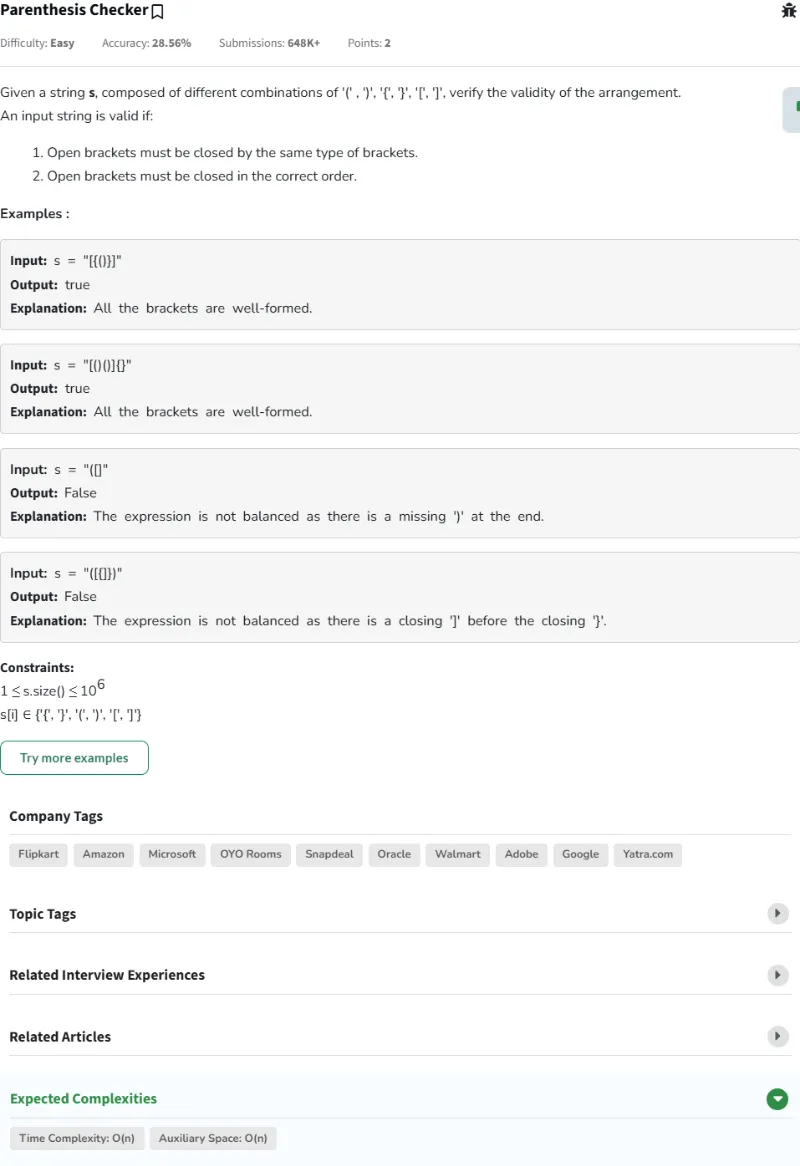 Parenthesis Checker
Difficulty: Easy Accuracy: 28.56% Submissions: 648K+ Points: 2
Given a string s, composed of different combinations of '(' , ')', '{', '}', '[', ']', verify the validity of the arrangement.
An input string is valid if:
1. Open brackets must be closed by the same type of brackets.
2. Open brackets must be closed in the correct order.
Examples :
Input: s = "[{()}]"
Output: true
Explanation: All the brackets are well-formed.
Input: s = "[()()]{}"
Output: true
Explanation: All the brackets are well-formed.
Input: s = "([]"
Output: False
Explanation: The expression is not balanced as there is a missing ')' at the end.
Input: s = "([{]})"
Output: False
Explanation: The expression is not balanced as there is a closing ']' before the closing '}'.
Constraints:
1 ≤ s.size() ≤ 10⁶
s[i] ∈ {'{', '}', '(', ')', '[', ']'}
Try more examples
Company Tags
Flipkart Amazon Microsoft OYO Rooms Snapdeal Oracle Walmart Adobe Google Yatra.com
Topic Tags
Related Interview Experiences
Related Articles
Expected Complexities
Time Complexity: O(n) Auxiliary Space: O(n)